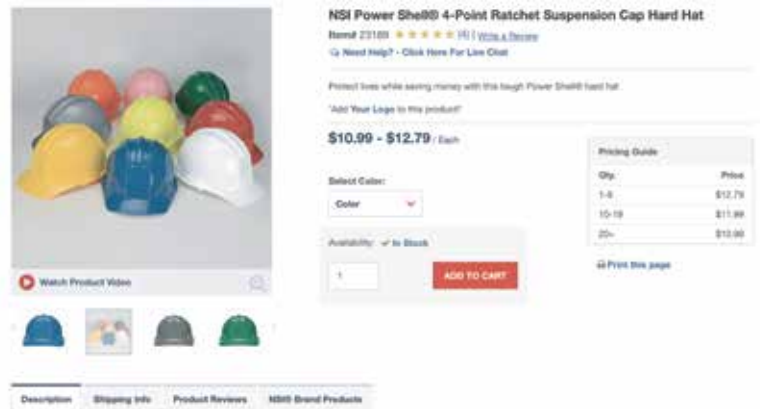 NSI Power Shell® 4-Point Ratchet Suspension Cap Hard Hat
Item# 23189 (4) | Write a Review
Need Help? - Click Here For Live Chat
Protect lives while saving money with this tough Power Shell® hard hat
*Add Your Logo to this product!*
$10.99 - $12.79 / Each
Pricing Guide
Qty. Price
1-9 $12.79
10-19 $11.99
20+ $10.99
Select Color:
Color
Availability: In Stock
1 ADD TO CART
Print this page
Watch Product Video
Description Shipping Info Product Reviews NSI® Brand Products